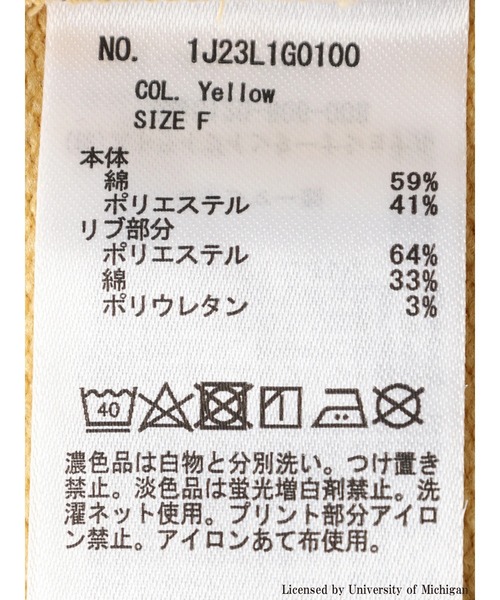 NO. 1J23L1G0100
COL. Yellow
SIZE F
本体
綿 59%
ポリエステル 41%
リブ部分
ポリエステル 64%
綿 33%
ポリウレタン 3%
40
濃色品は白物と分別洗い。つけ置き
禁止。淡色品は蛍光増白剤禁止。洗
濯ネット使用。プリント部分アイロ
ン禁止。アイロンあて布使用。
Licensed by University of Michigan